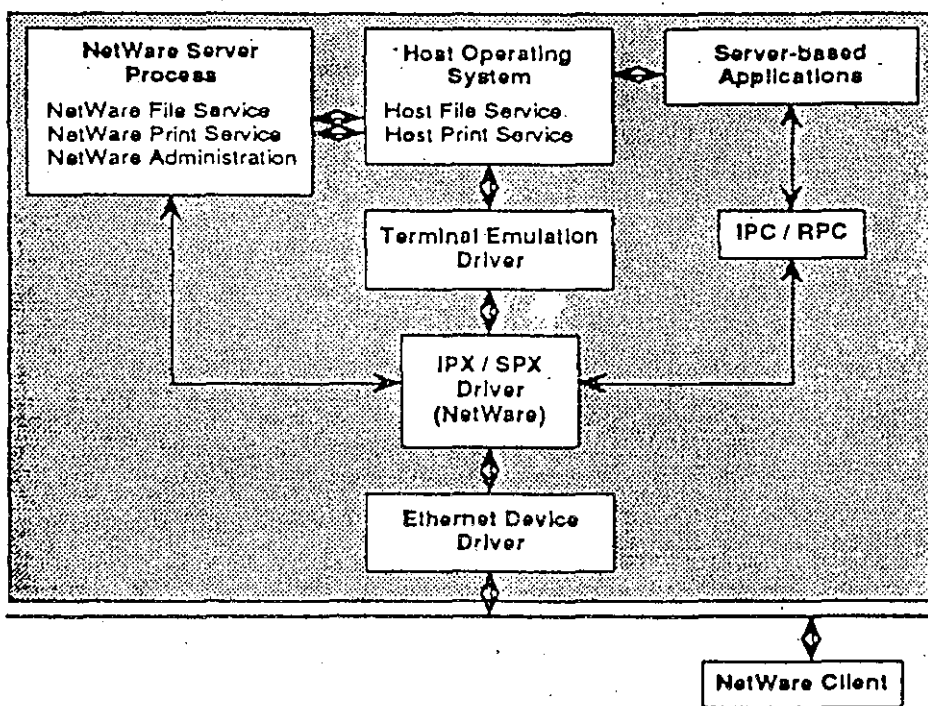 NetWare Server
Process
NetWare File Service
NetWare Print Service
NetWare Administration
Host Operating
System
Host File Service
Host Print Service
Server-based
Applications
Terminal Emulation
Driver
IPC / RPC
IPX / SPX
Driver
(NetWare)
Ethernet Device
Driver
NetWare Client